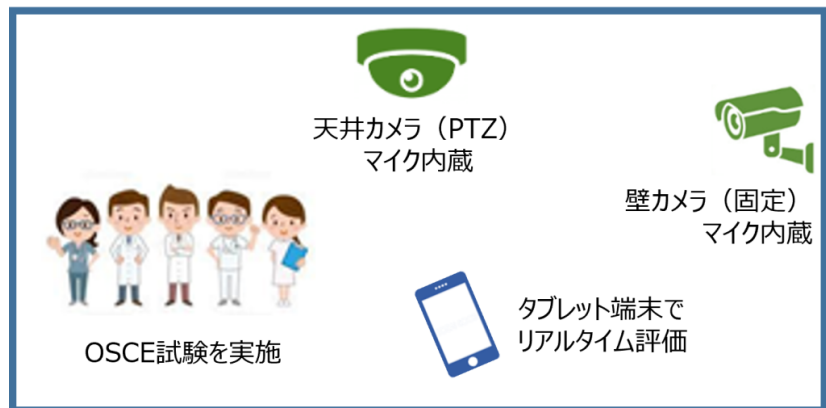 天井カメラ（PTZ）
マイク内蔵
壁カメラ（固定）
マイク内蔵
OSCE試験を実施
タブレット端末で
リアルタイム評価